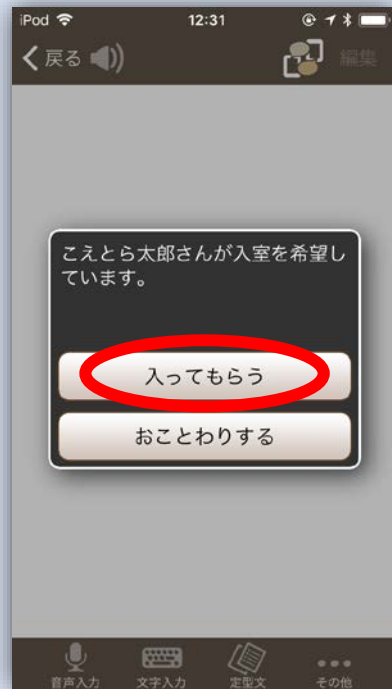 iPod 12:31
戻る 編集
こえとら太郎さんが入室を希望し
ています。
入ってもらう
おことわりする
音声入力 文字入力 定型文 その他